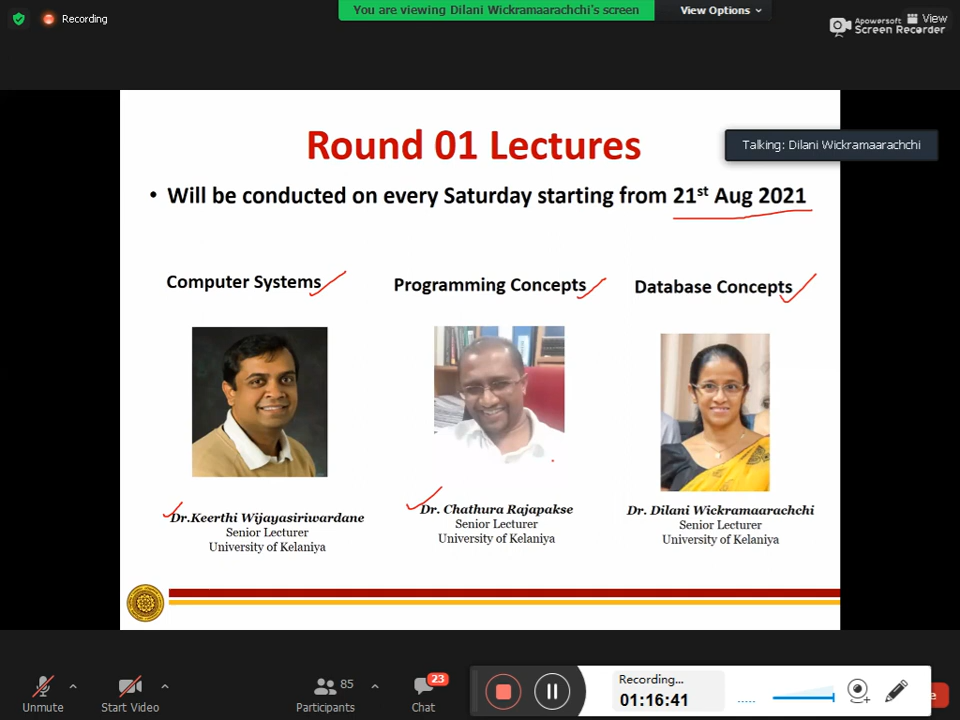 Recording
You are viewing Dilani Wickramaarachchi's screen
View Options
View
Apowersoft
Screen Recorder
Round 01 Lectures
Talking: Dilani Wickramaarachchi
• Will be conducted on every Saturday starting from 21st Aug 2021
Computer Systems
Programming Concepts
Database Concepts
Dr.Keerthi Wijayasiriwardane
Senior Lecturer
University of Kelaniya
Dr. Chathura Rajapakse
Senior Lecturer
University of Kelaniya
Dr. Dilani Wickramaarachchi
Senior Lecturer
University of Kelaniya
Unmute
Start Video
85
Participants
23
Chat
Recording...
01:16:41